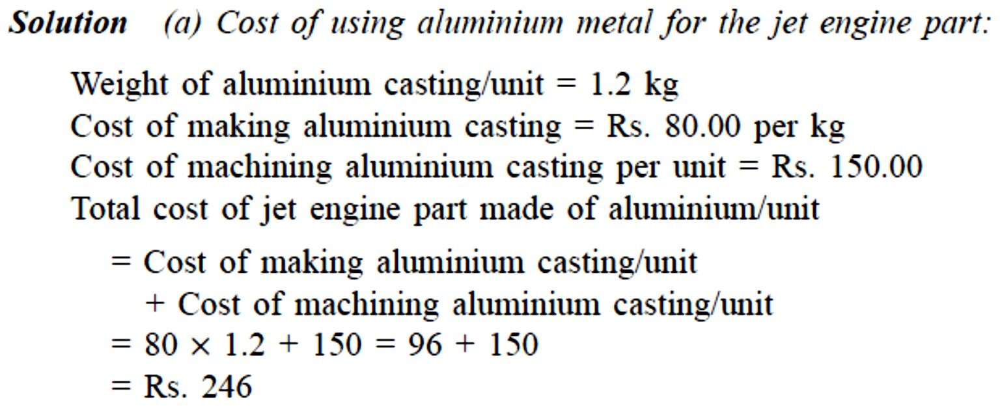 Solution (a) Cost of using aluminium metal for the jet engine part:
Weight of aluminium casting/unit = 1.2 kg
Cost of making aluminium casting = Rs. 80.00 per kg
Cost of machining aluminium casting per unit = Rs. 150.00
Total cost of jet engine part made of aluminium/unit
= Cost of making aluminium casting/unit
+ Cost of machining aluminium casting/unit
= 80 × 1.2 + 150 = 96 + 150
= Rs. 246